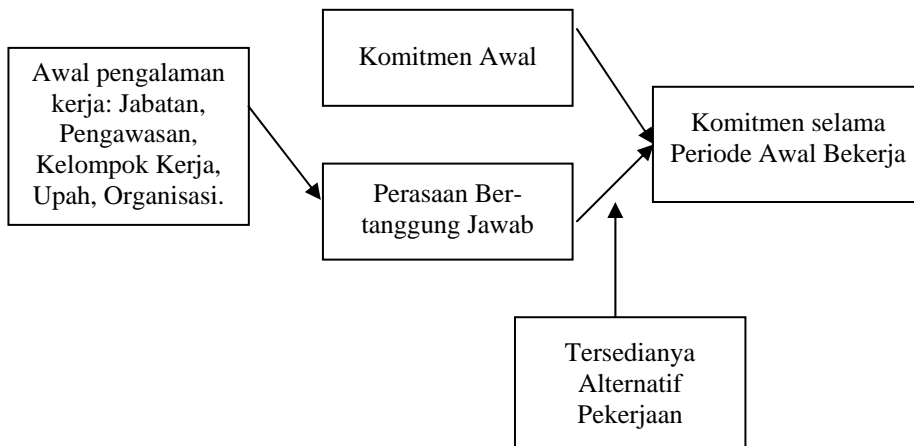 Awal pengalaman
kerja: Jabatan,
Pengawasan,
Kelompok Kerja,
Upah, Organisasi.
Komitmen Awal
Perasaan Ber-
tanggung Jawab
Komitmen selama
Periode Awal Bekerja
Tersedianya
Alternatif
Pekerjaan